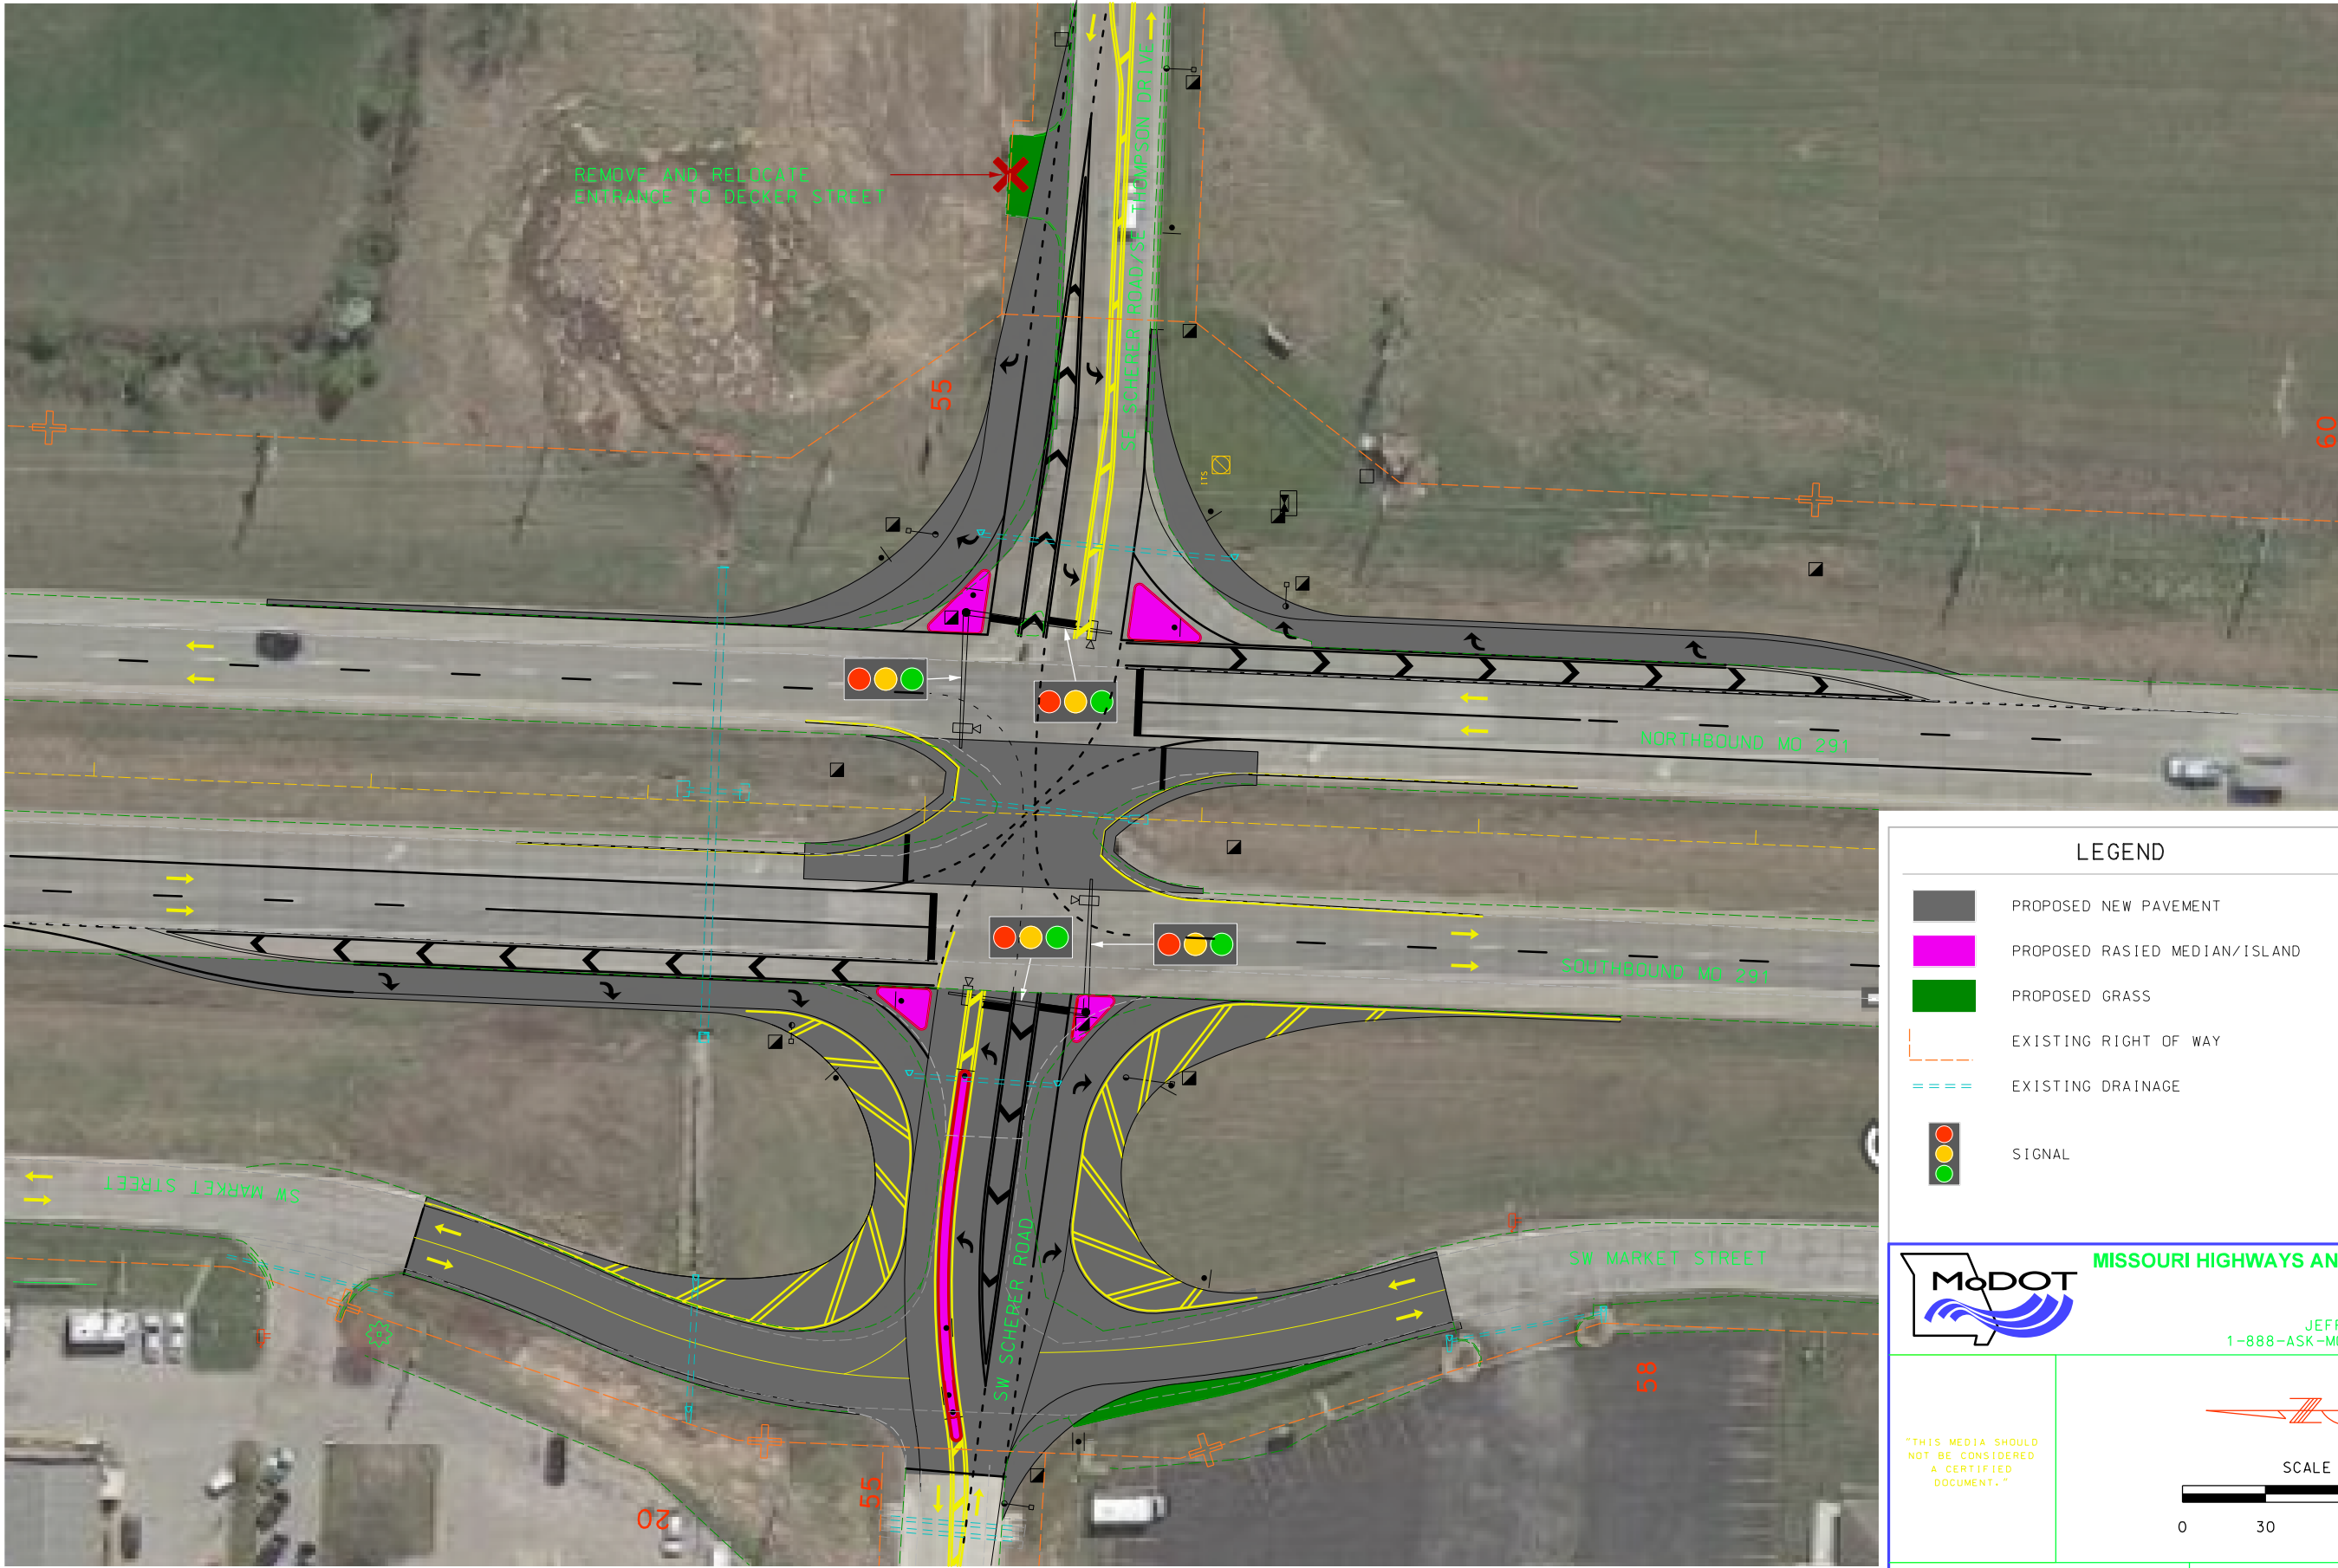 REMOVE AND RELOCATE
ENTRANCE TO DECKER STREET
SE SCHERER ROAD/SE THOMPSON DRIVE
55
60
ITS
NORTHBOUND MO 291
SOUTHBOUND MO 291
SW MARKET STREET
SW SCHERER ROAD
SW MARKET STREET
58
55
20
LEGEND
PROPOSED NEW PAVEMENT
PROPOSED RASIED MEDIAN/ISLAND
PROPOSED GRASS
EXISTING RIGHT OF WAY
EXISTING DRAINAGE
SIGNAL
MoDOT
MISSOURI HIGHWAYS AN
JEFF
1-888-ASK-M
"THIS MEDIA SHOULD
NOT BE CONSIDERED
A CERTIFIED
DOCUMENT."
SCALE
0 30